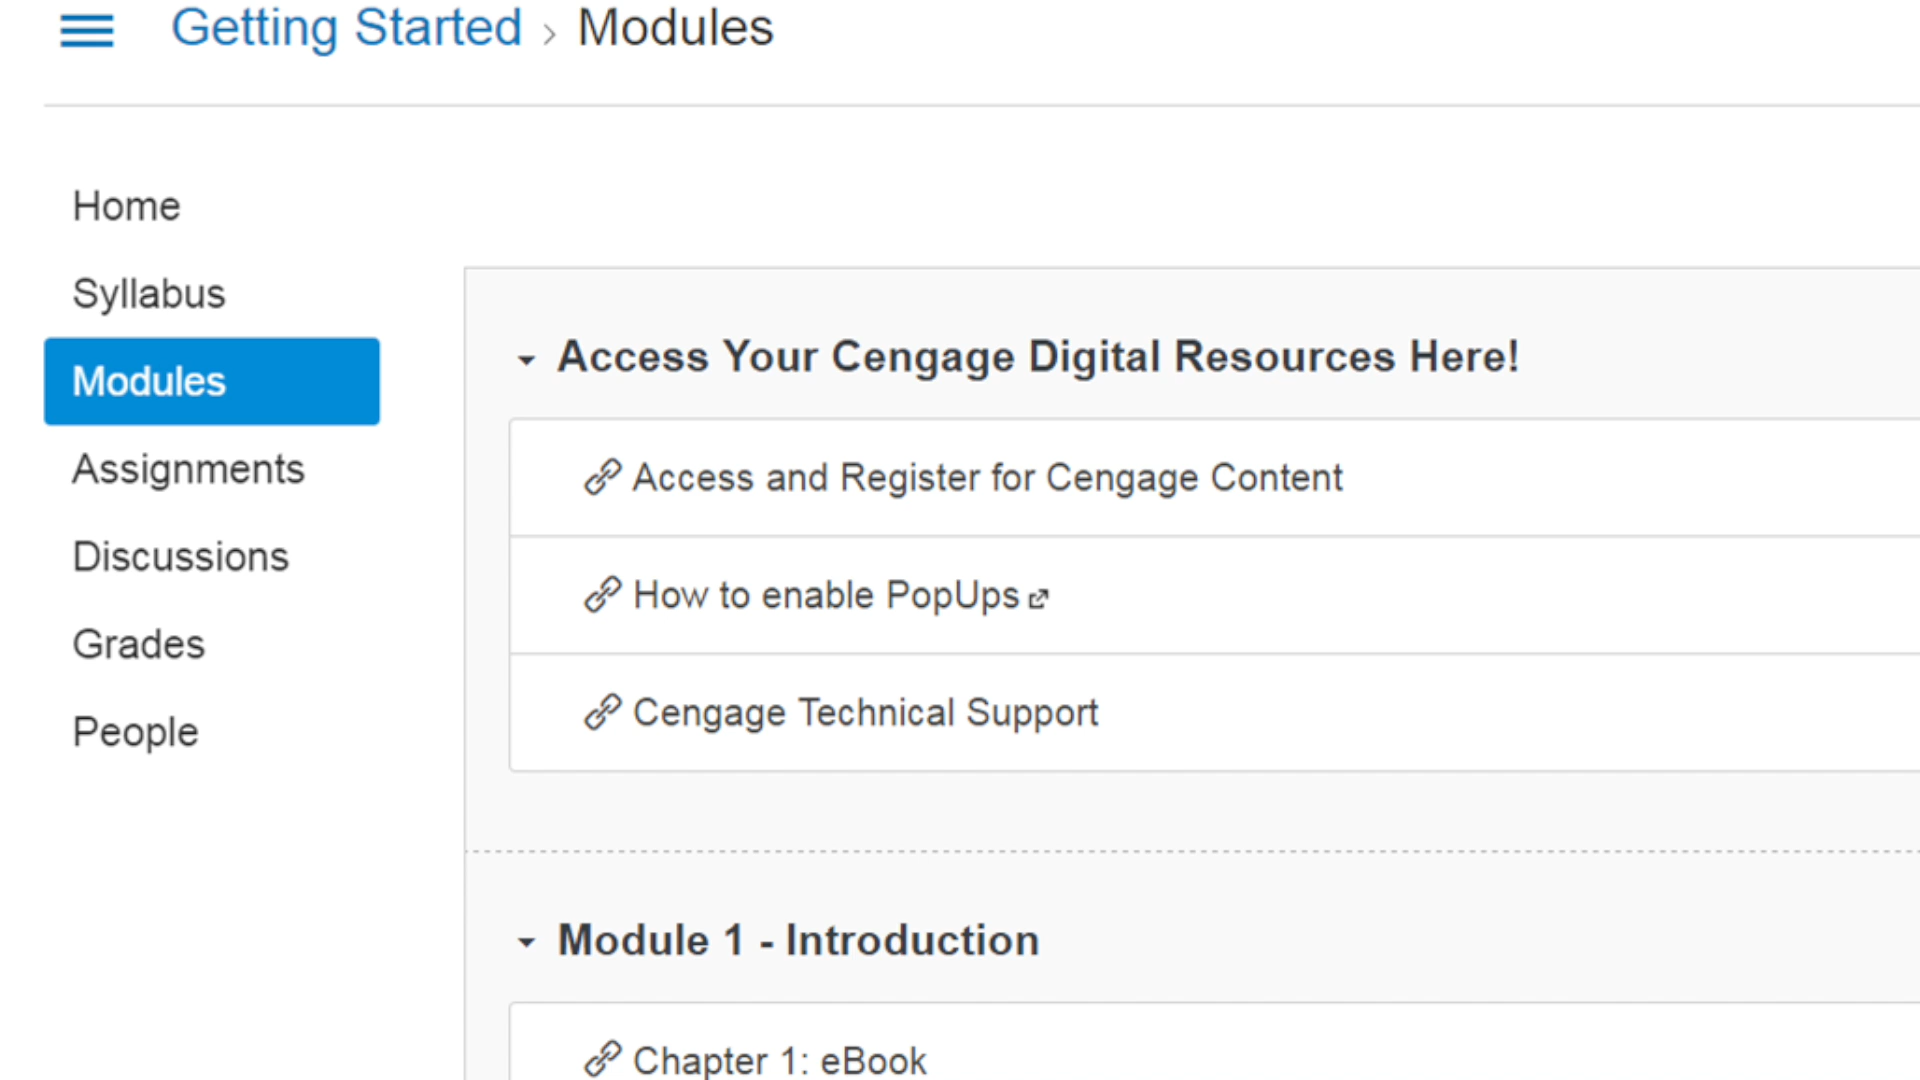 Getting Started › Modules
Home
Syllabus
Modules
Assignments
Discussions
Grades
People
Access Your Cengage Digital Resources Here!
Access and Register for Cengage Content
How to enable PopUps
Cengage Technical Support
Module 1 - Introduction
Chapter 1: eBook